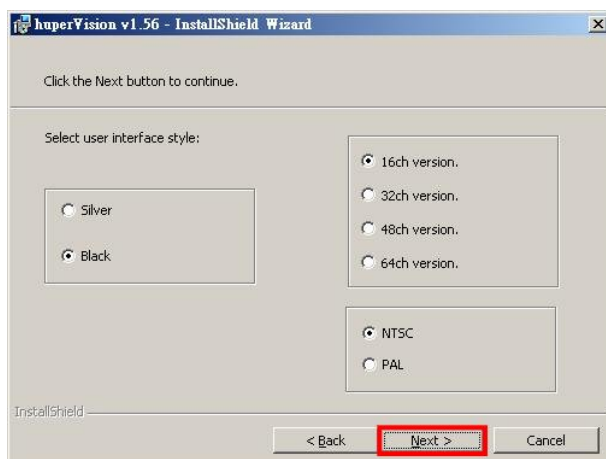 huperVision v1.56 - InstallShield Wizard
Click the Next button to continue.
Select user interface style:
Silver
Black
16ch version.
32ch version.
48ch version.
64ch version.
NTSC
PAL
InstallShield
< Back
Next >
Cancel